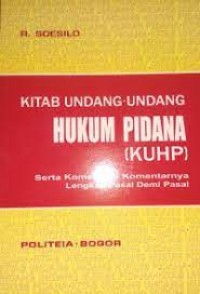 R. SOESILO
KITAB UNDANG-UNDANG
HUKUM PIDANA
(KUHP)
Serta Komentarnya
Lengkap Pasal Demi Pasal
POLITEIA-BOGOR